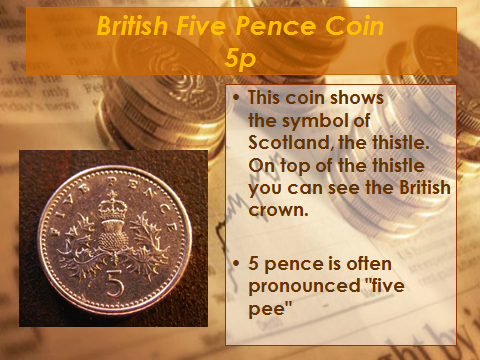 British Five Pence Coin
5p
• This coin shows
the symbol of
Scotland, the thistle.
On top of the thistle
you can see the British
crown.
• 5 pence is often
pronounced "five
pee"
FIVE PENCE
5